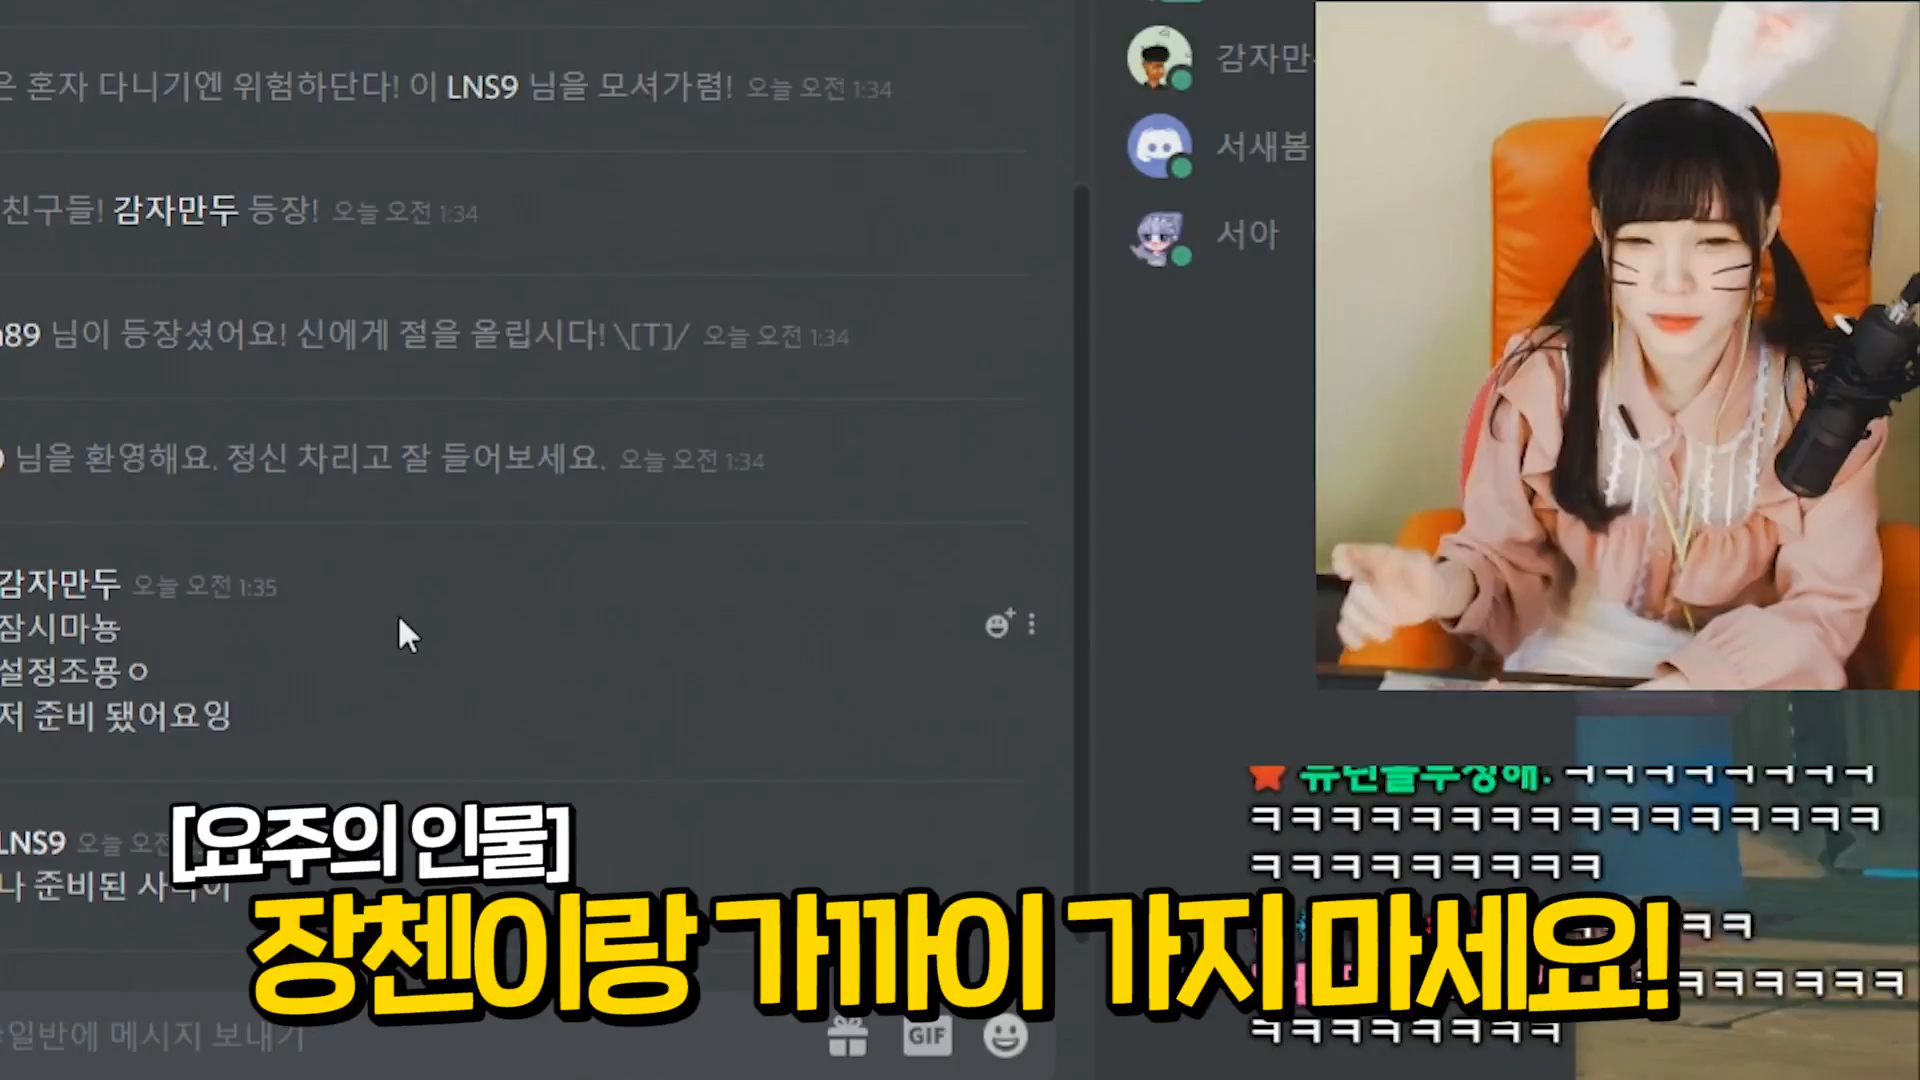 은 혼자 다니기엔 위험하단다! 이 LNS9 님을 모셔가렴! 오늘 오전 1:34
친구들! 감자만두 등장! 오늘 오전 1:34
89 님이 등장셨어요! 신에게 절을 올립시다! \[T]/ 오늘 오전 1:34
님을 환영해요. 정신 차리고 잘 들어보세요. 오늘 오전 1:34
감자만두 오늘 오전 1:35
잠시마뇽
설정조묭ㅇ
저 준비 됐어요잉
LNS9 오늘 오전
나 준비된
일반에 메시지 보내기
GIF
감자만
서새봄
서아
ㅋㅋㅋㅋㅋㅋㅋㅋ
ㅋㅋㅋㅋㅋㅋㅋㅋㅋㅋㅋㅋㅋㅋㅋㅋ
ㅋㅋㅋㅋㅋㅋㅋㅋㅋ
ㅋㅋ
ㅋㅋㅋㅋㅋㅋㅋ
ㅋㅋㅋㅋㅋㅋㅋㅋ
[요주의 인물]
장첸이랑 가까이 가지 마세요!